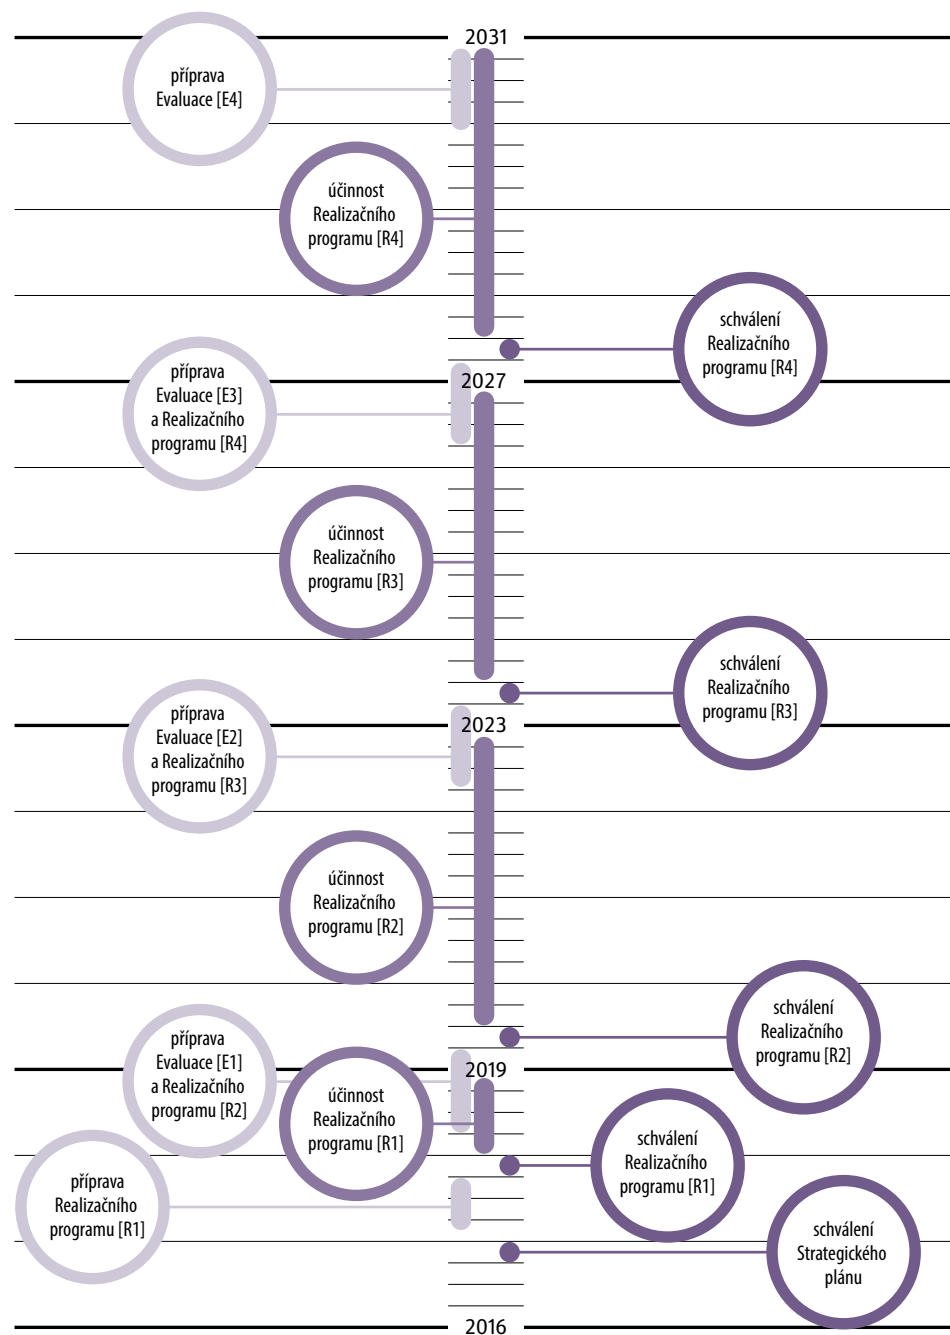 2031
příprava
Evaluace [E4]
účinnost
Realizačního
programu [R4]
schválení
Realizačního
programu [R4]
příprava
Evaluace [E3]
a Realizačního
programu [R4]
2027
účinnost
Realizačního
programu [R3]
schválení
Realizačního
programu [R3]
příprava
Evaluace [E2]
a Realizačního
programu [R3]
2023
účinnost
Realizačního
programu [R2]
schválení
Realizačního
programu [R2]
příprava
Evaluace [E1]
a Realizačního
programu [R2]
2019
účinnost
Realizačního
programu [R1]
schválení
Realizačního
programu [R1]
příprava
Realizačního
programu [R1]
schválení
Strategického
plánu
2016